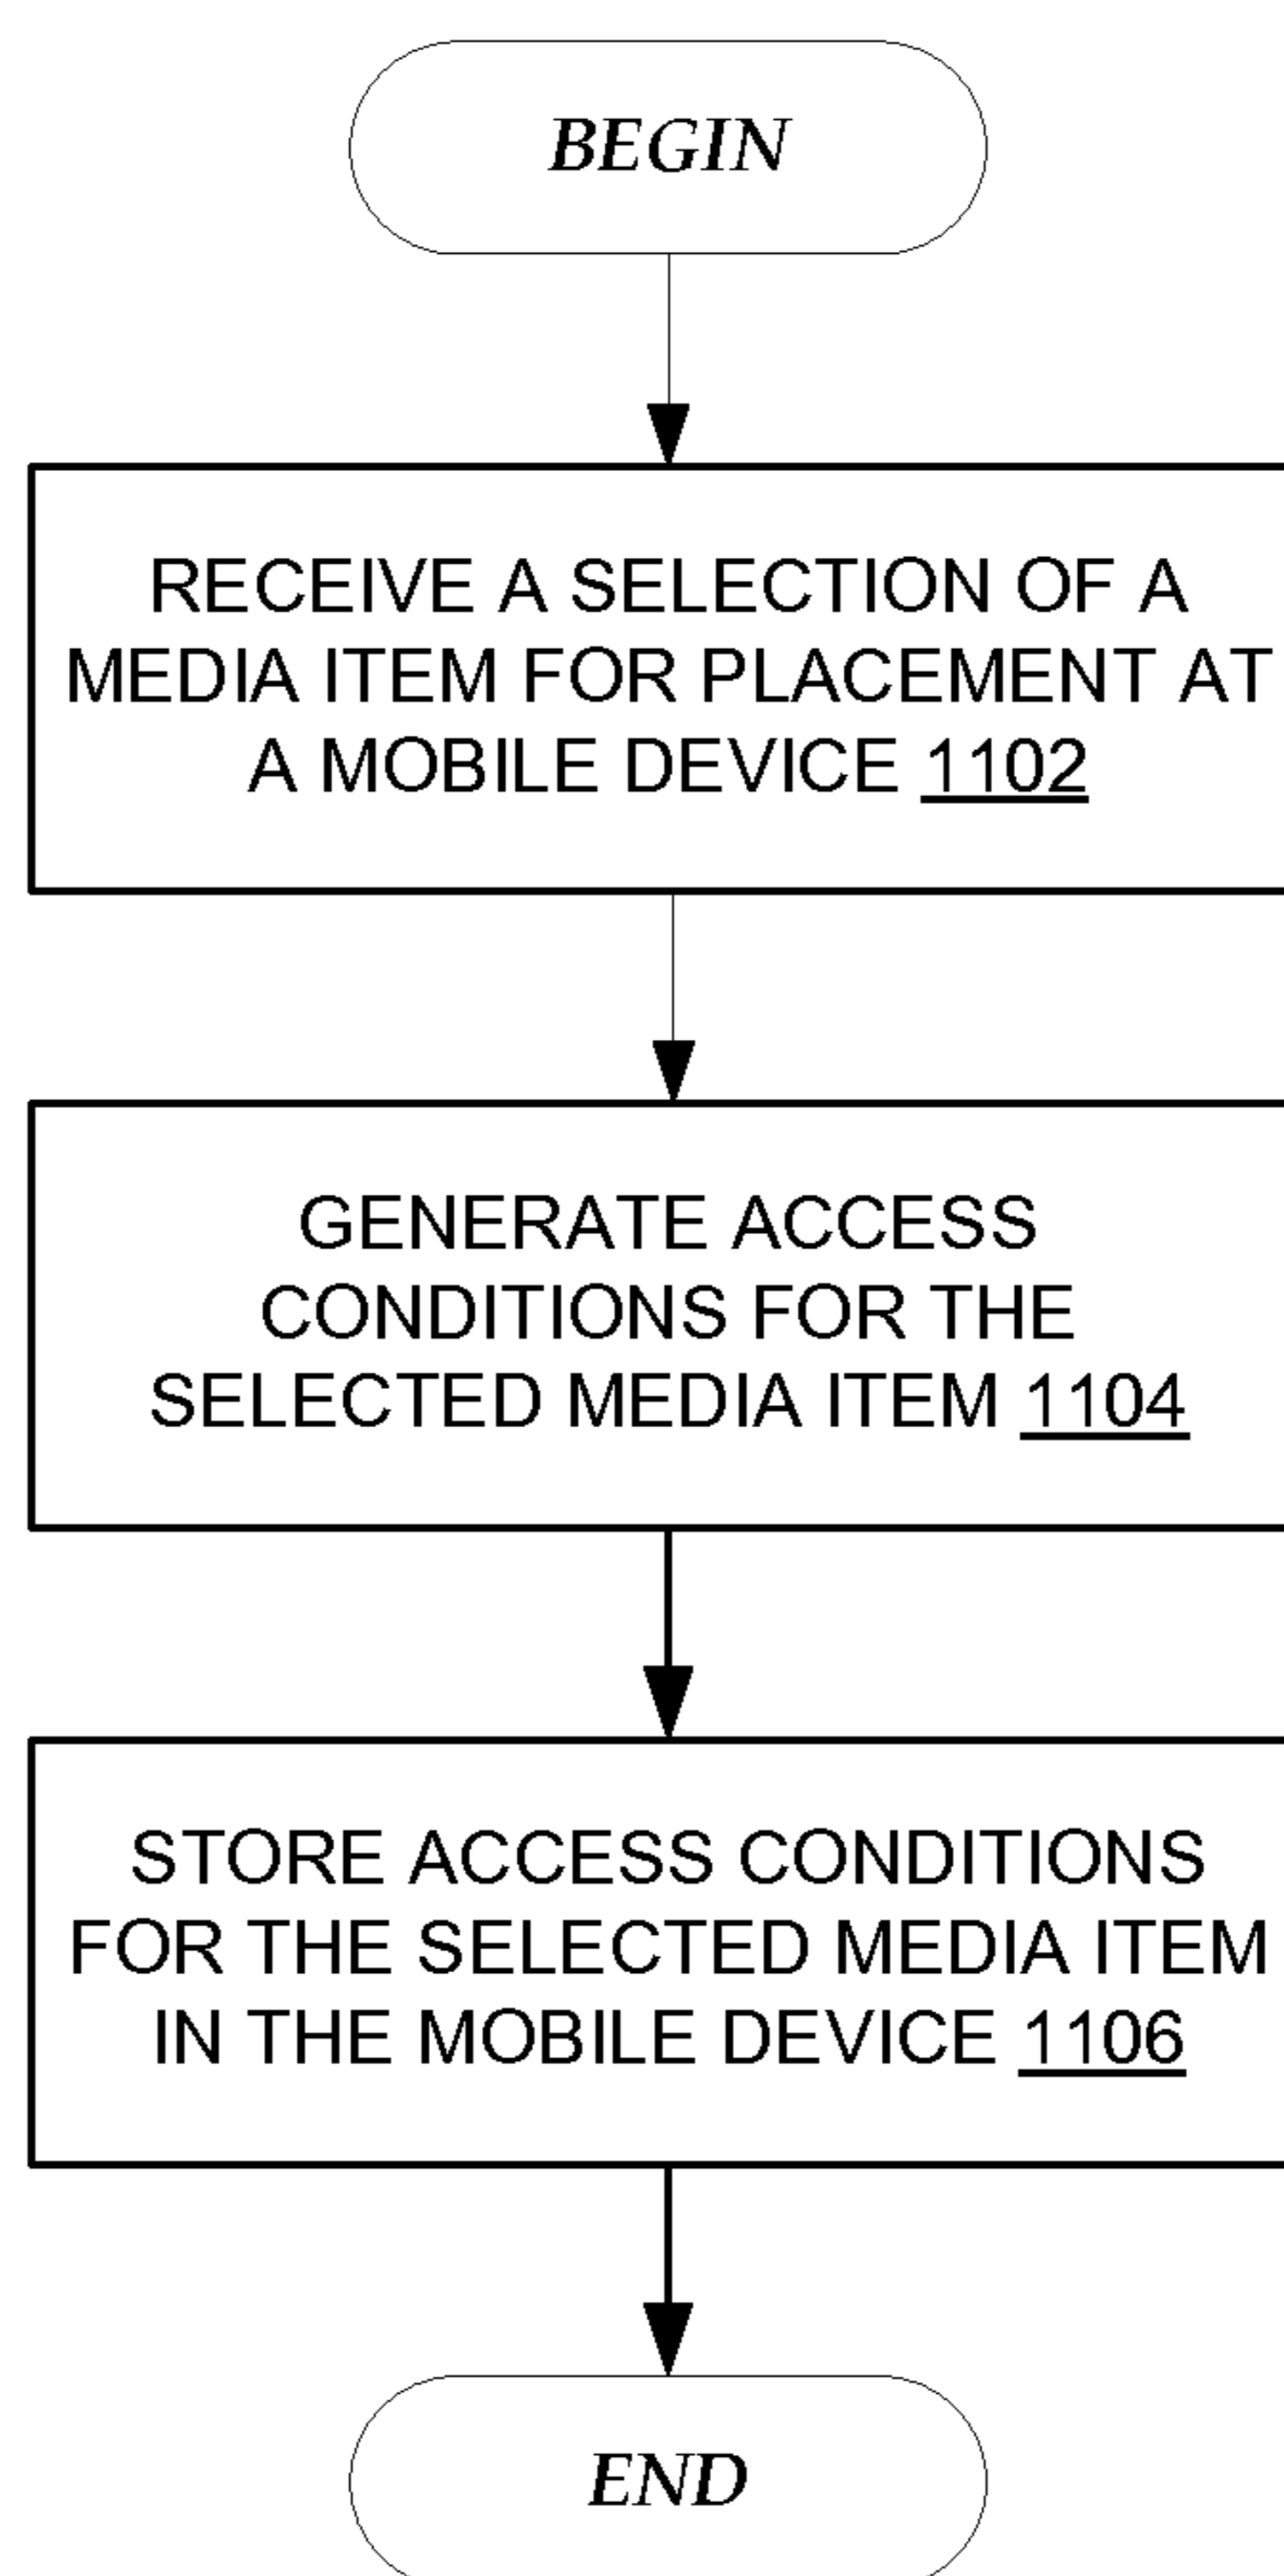 BEGIN
RECEIVE A SELECTION OF A
MEDIA ITEM FOR PLACEMENT AT
A MOBILE DEVICE 1102
GENERATE ACCESS
CONDITIONS FOR THE
SELECTED MEDIA ITEM 1104
STORE ACCESS CONDITIONS
FOR THE SELECTED MEDIA ITEM
IN THE MOBILE DEVICE 1106
END